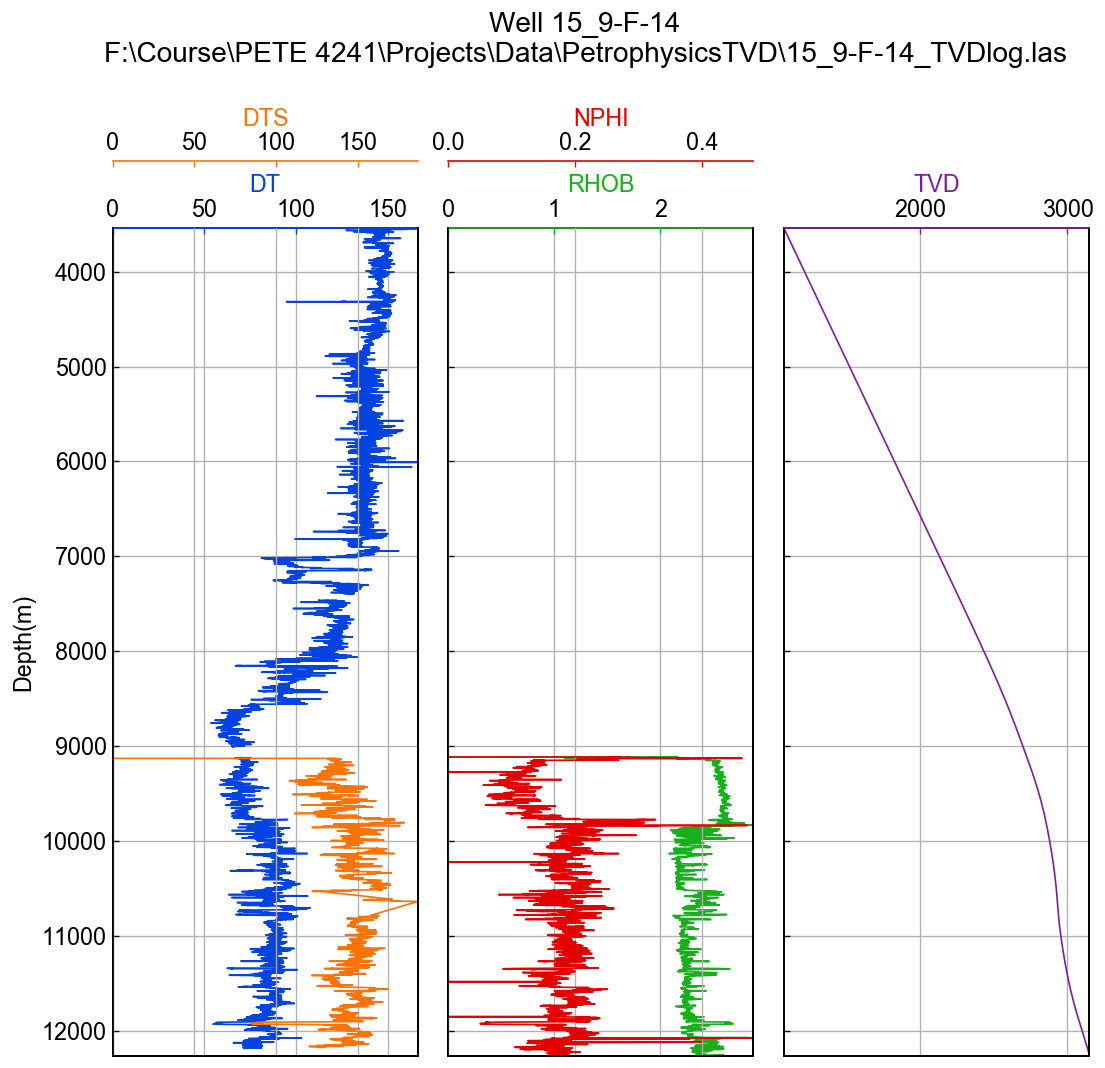 Well 15_9-F-14
F:\Course\PETE 4241\Projects\Data\PetrophysicsTVD\15_9-F-14_TVDlog.las
DTS
0 50 100 150
DT
0 50 100 150
NPHI
0.0 0.2 0.4
RHOB
0 1 2
TVD
2000 3000
Depth(m)
4000
5000
6000
7000
8000
9000
10000
11000
12000